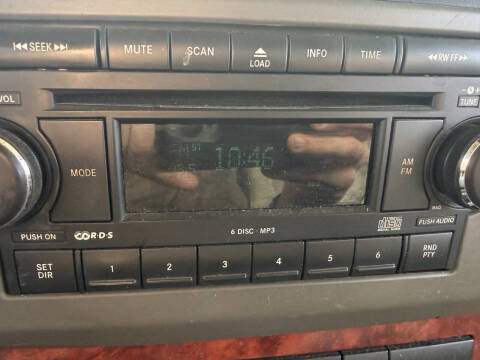 SEEK MUTE SCAN LOAD INFO TIME RW FF
VOL TUNE
ST
10:46
MODE AM FM
PUSH ON R·D·S 6 DISC · MP3 PUSH AUDIO
SET DIR 1 2 3 4 5 6 RND PTY